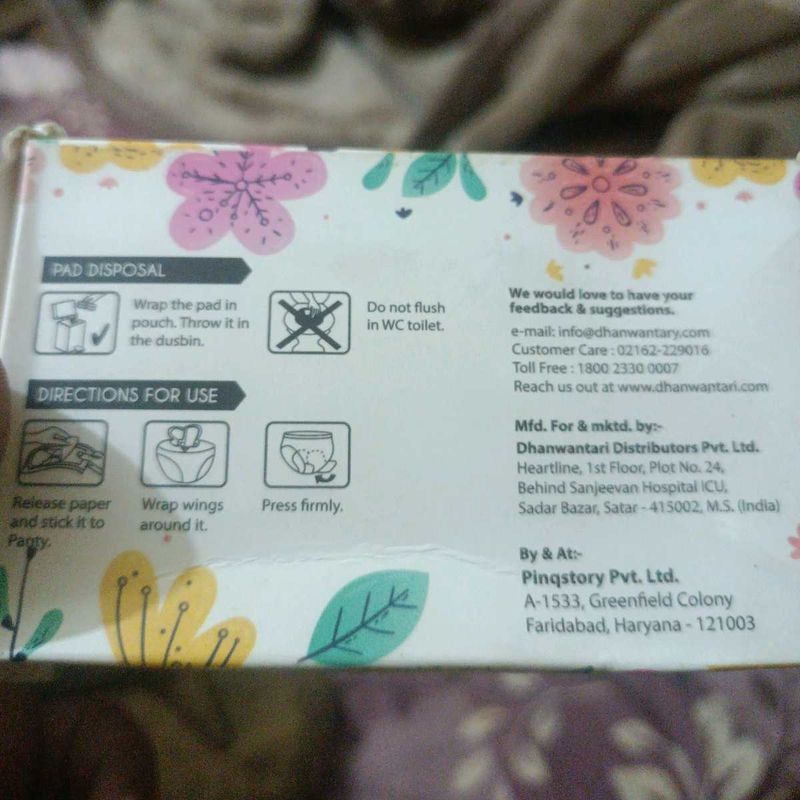 PAD DISPOSAL
Wrap the pad in
pouch. Throw it in
the dusbin.
Do not flush
in WC toilet.
DIRECTIONS FOR USE
Release paper
and stick it to
Panty.
Wrap wings
around it.
Press firmly.
We would love to have your
feedback & suggestions.
e-mail: info@dhanwantary.com
Customer Care : 02162-229016
Toll Free : 1800 2330 0007
Reach us out at www.dhanwantari.com
Mfd. For & mktd. by:-
Dhanwantari Distributors Pvt. Ltd.
Heartline, 1st Floor, Plot No. 24,
Behind Sanjeevan Hospital ICU,
Sadar Bazar, Satar - 415002, M.S. (India)
By & At:-
Pinqstory Pvt. Ltd.
A-1533, Greenfield Colony
Faridabad, Haryana - 121003